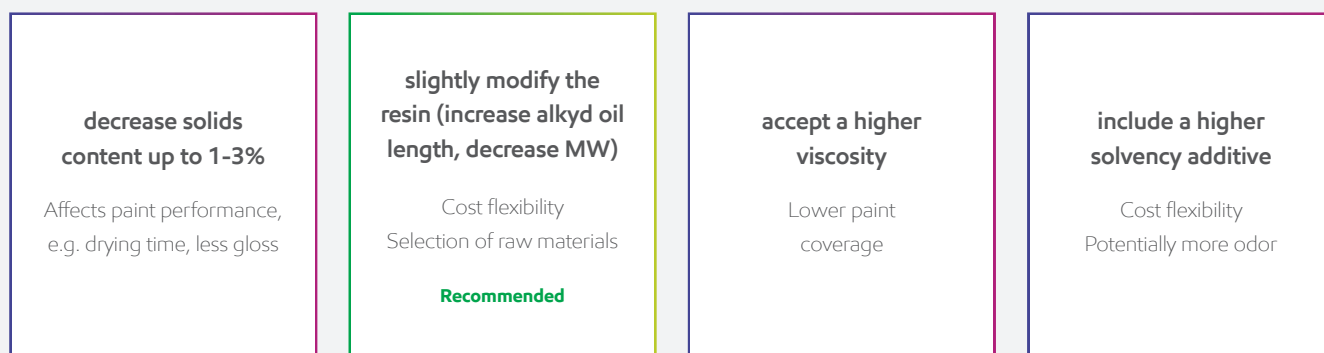 decrease solids
content up to 1-3%
Affects paint performance,
e.g. drying time, less gloss
slightly modify the
resin (increase alkyd oil
length, decrease MW)
Cost flexibility
Selection of raw materials
Recommended
accept a higher
viscosity
Lower paint
coverage
include a higher
solvency additive
Cost flexibility
Potentially more odor